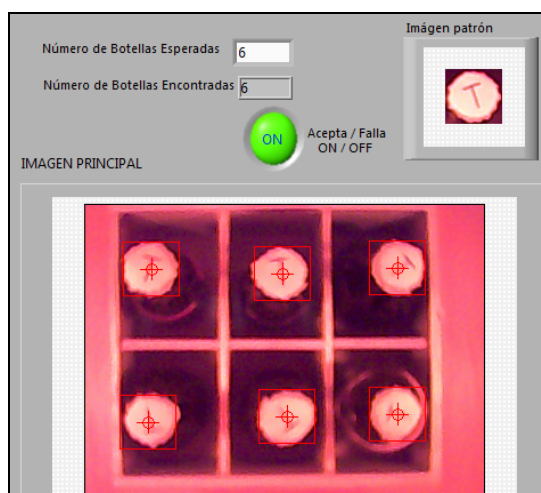 Imágen patrón
Número de Botellas Esperadas 6
Número de Botellas Encontradas 6
ON
Acepta / Falla
ON / OFF
IMAGEN PRINCIPAL
T